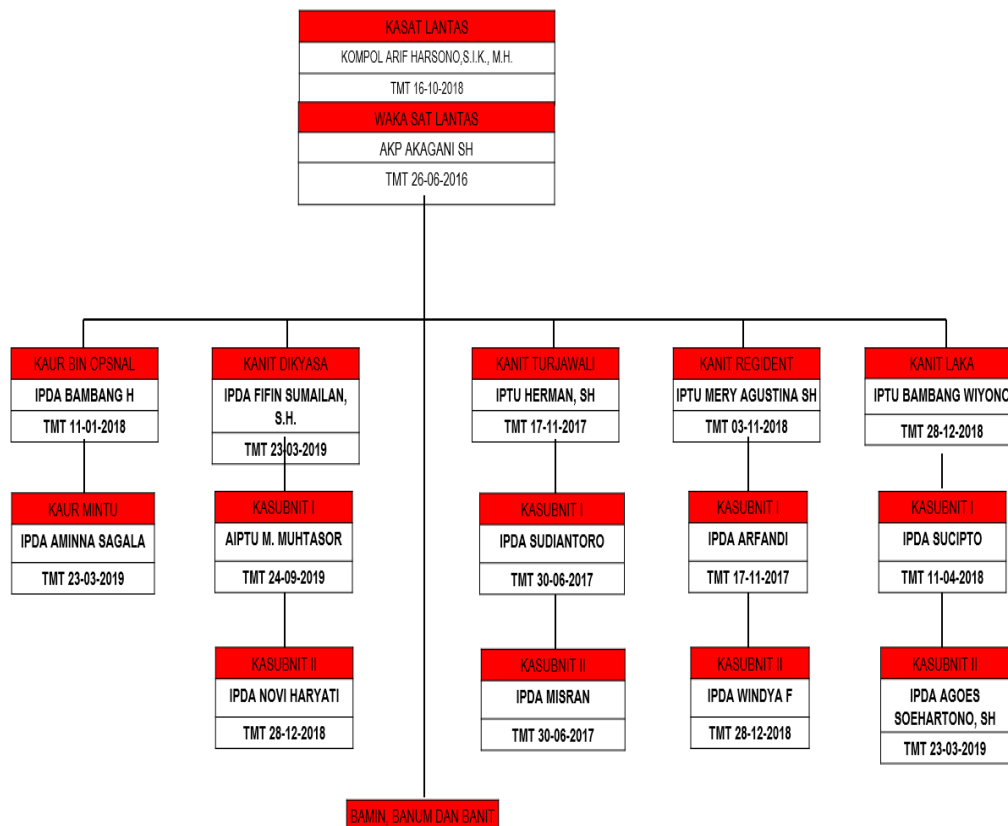 KASAT LANTAS
KOMPOL ARIF HARSONO,S.I.K., M.H.
TMT 16-10-2018
WAKA SAT LANTAS
AKP AKAGANI SH
TMT 26-06-2016
KAUR BIN OPSNAL
IPDA BAMBANG H
TMT 11-01-2018
KANIT DIKYASA
IPDA FIFIN SUMAILAN,
S.H.
TMT 23-03-2019
KANIT TURJAWALI
IPTU HERMAN, SH
TMT 17-11-2017
KANIT REGIDENT
IPTU MERY AGUSTINA SH
TMT 03-11-2018
KANIT LAKA
IPTU BAMBANG WIYONO
TMT 28-12-2018
KAUR MINTU
IPDA AMINNA SAGALA
TMT 23-03-2019
KASUBNIT I
AIPTU M. MUHTASOR
TMT 24-09-2019
KASUBNIT I
IPDA SUDIANTORO
TMT 30-06-2017
KASUBNIT I
IPDA ARFANDI
TMT 17-11-2017
KASUBNIT I
IPDA SUCIPTO
TMT 11-04-2018
KASUBNIT II
IPDA NOVI HARYATI
TMT 28-12-2018
KASUBNIT II
IPDA MISRAN
TMT 30-06-2017
KASUBNIT II
IPDA WINDYA F
TMT 28-12-2018
KASUBNIT II
IPDA AGOES
SOEHARTONO, SH
TMT 23-03-2019
BAMIN, BANUM DAN BANIT